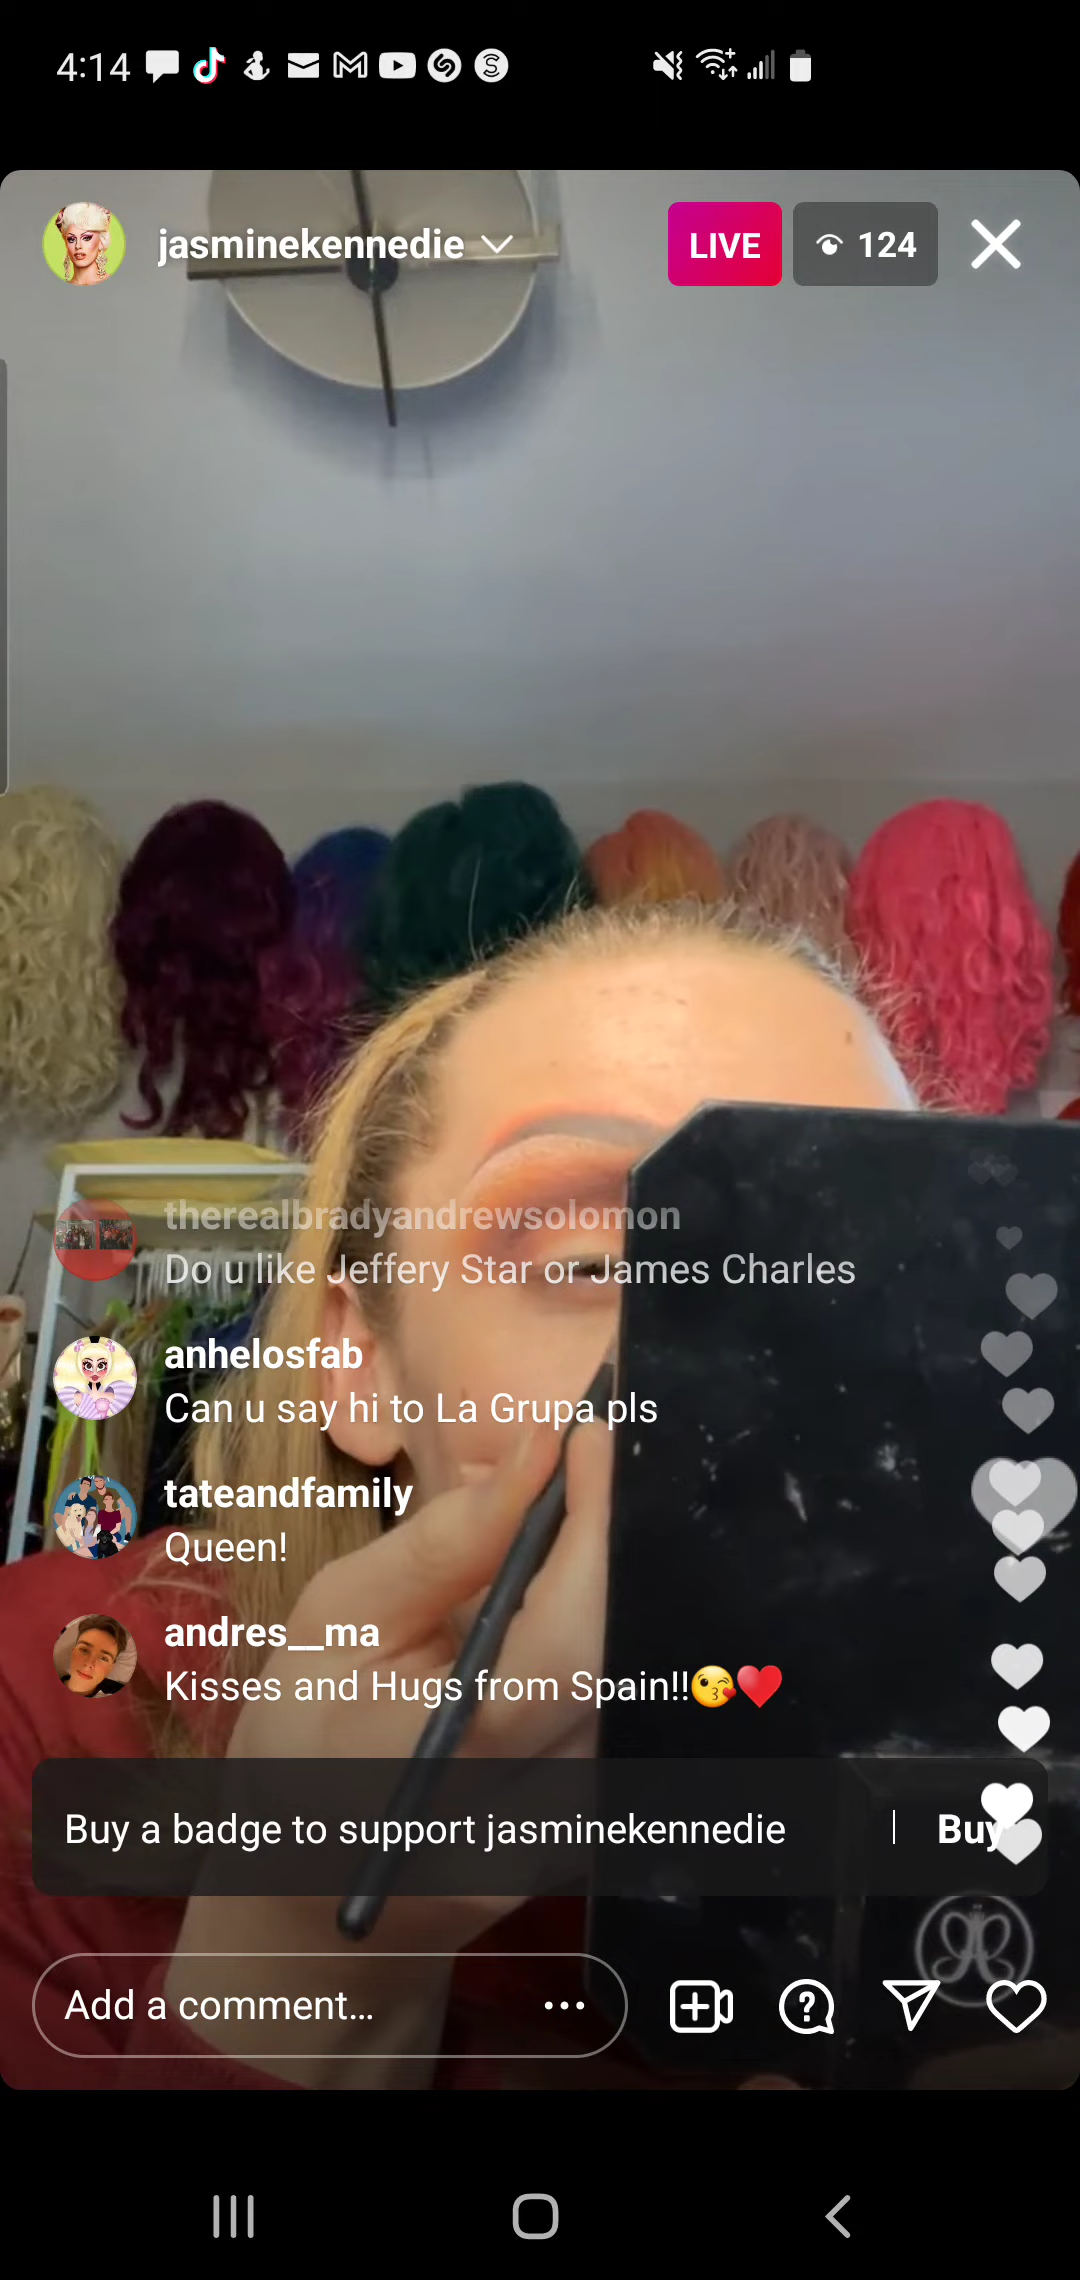 4:14
jasminekennedie
LIVE
124
therealbradyandrewsolomon
Do u like Jeffery Star or James Charles
anhelosfab
Can u say hi to La Grupa pls
tateandfamily
Queen!
andres__ma
Kisses and Hugs from Spain!!😘♥️
Buy a badge to support jasminekennedie | Buy
Add a comment...